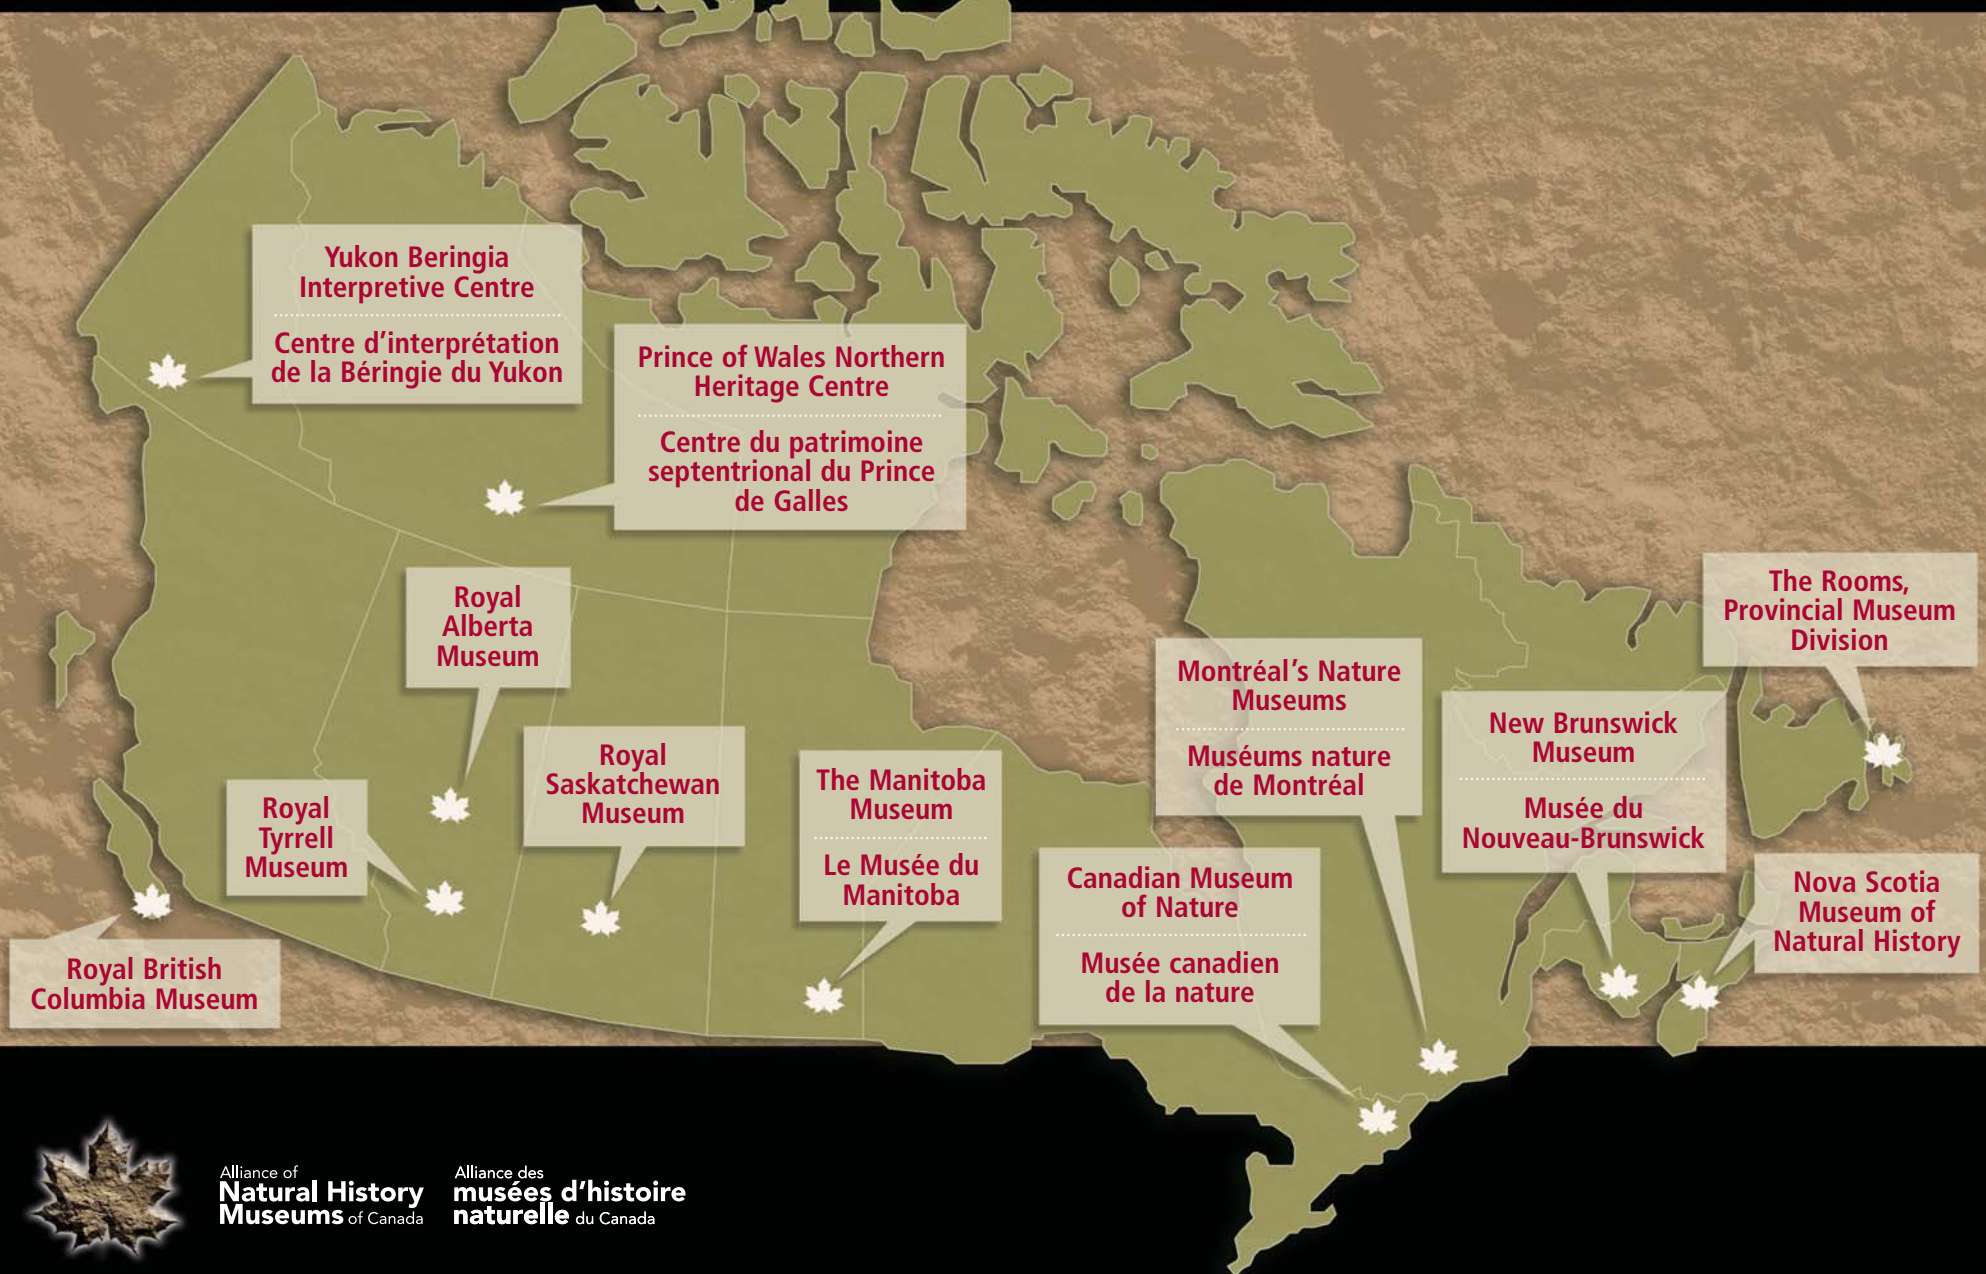 Yukon Beringia
Interpretive Centre
Centre d'interprétation
de la Béringie du Yukon
Prince of Wales Northern
Heritage Centre
Centre du patrimoine
septentrional du Prince
de Galles
Royal
Alberta
Museum
The Rooms,
Provincial Museum
Division
Montréal's Nature
Museums
Muséums nature
de Montréal
New Brunswick
Museum
Musée du
Nouveau-Brunswick
Royal
Saskatchewan
Museum
The Manitoba
Museum
Le Musée du
Manitoba
Royal
Tyrrell
Museum
Canadian Museum
of Nature
Musée canadien
de la nature
Nova Scotia
Museum of
Natural History
Royal British
Columbia Museum
Alliance of
Natural History
Museums of Canada
Alliance des
musées d'histoire
naturelle du Canada